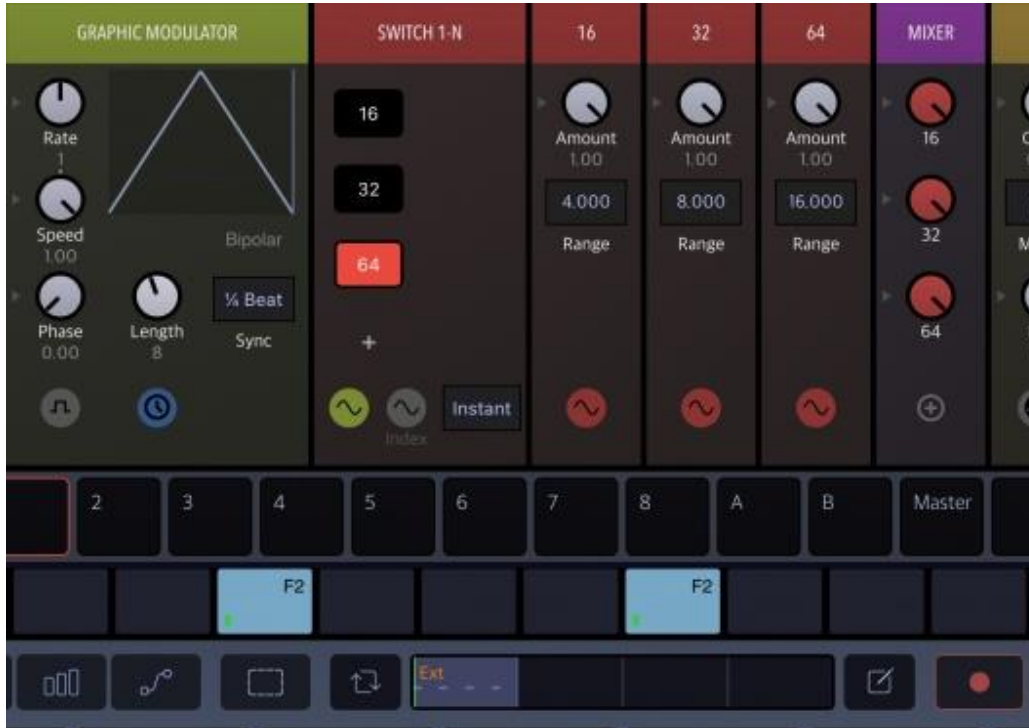 GRAPHIC MODULATOR
Rate
1
Speed
1.00
Bipolar
Phase
0.00
Length
8
¼ Beat
Sync
SWITCH 1-N
16
32
64
+
Index
Instant
16
Amount
1.00
4.000
Range
32
Amount
1.00
8.000
Range
64
Amount
1.00
16.000
Range
MIXER
16
32
64
2 3 4 5 6 7 8 A B Master
F2 F2
Ext